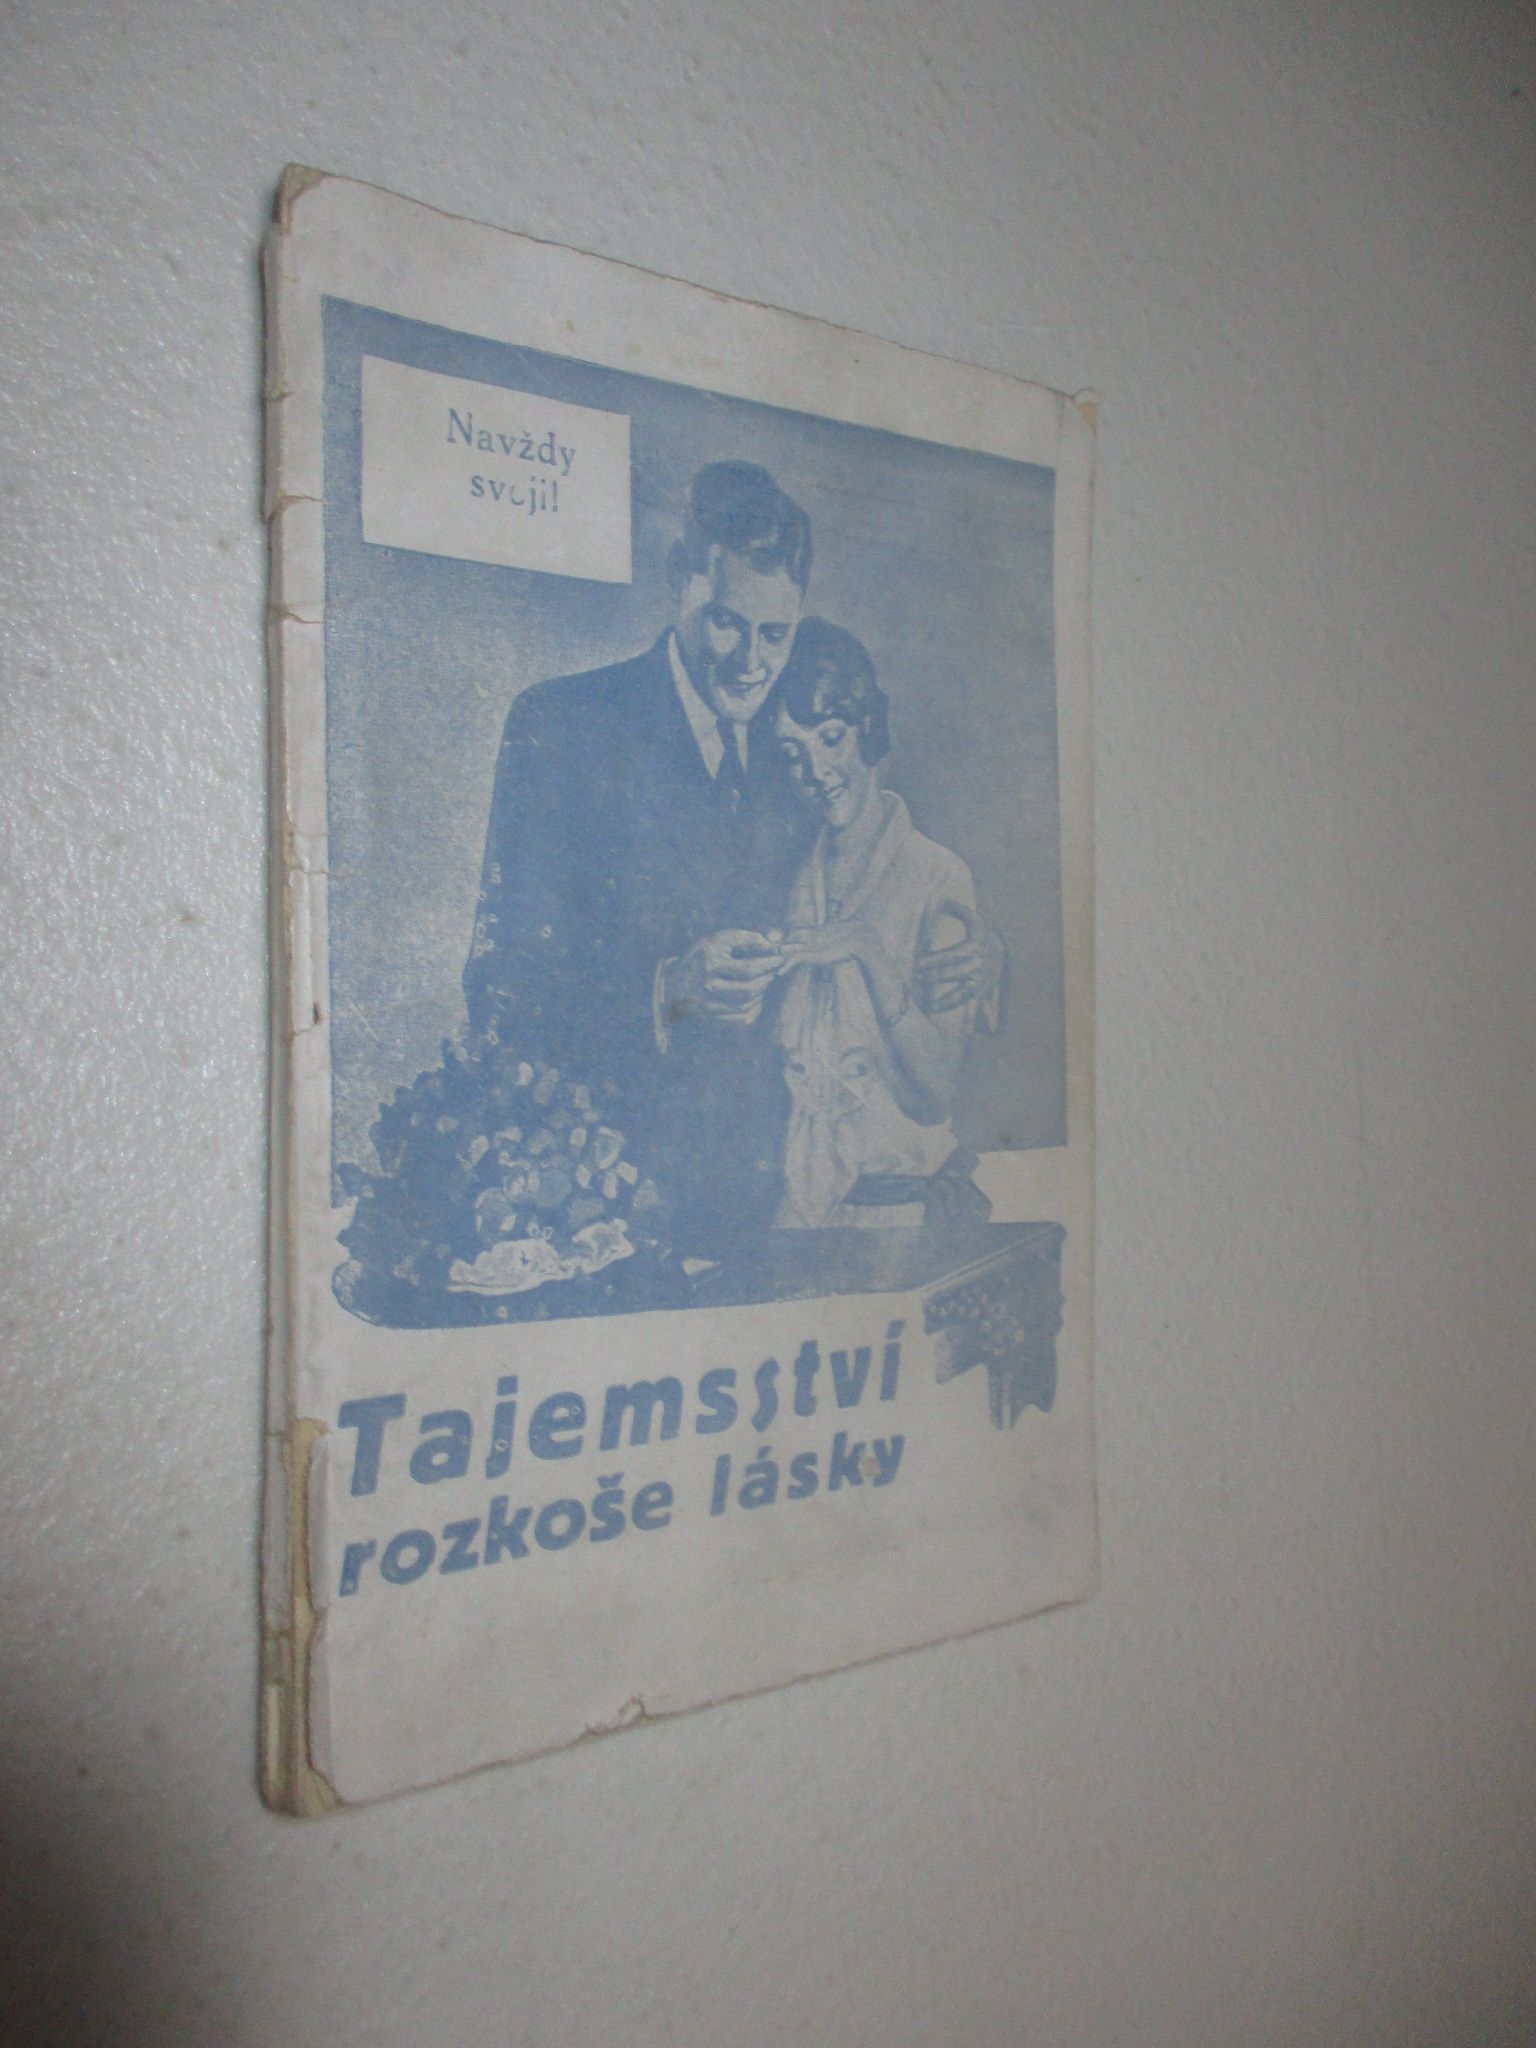 Navždy
svoji!
Tajemsství
rozkoše lásky